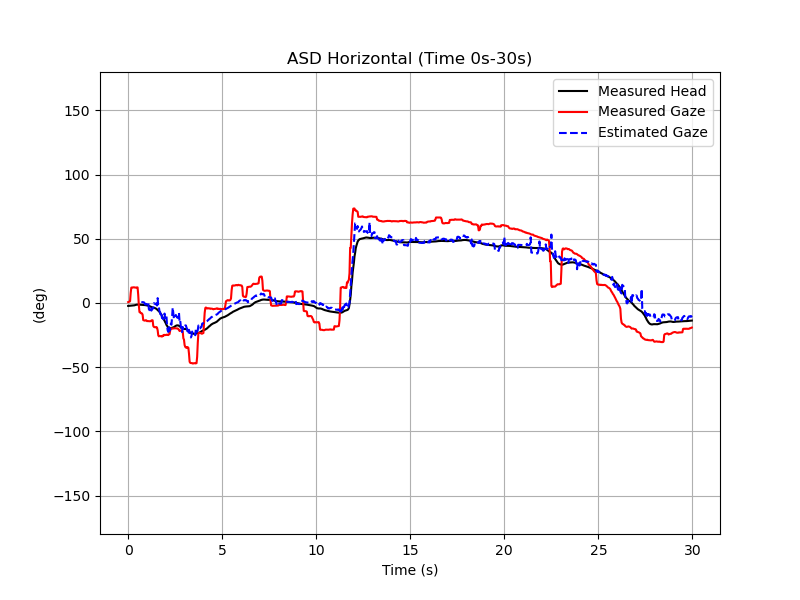 ASD Horizontal (Time 0s-30s)
Measured Head
Measured Gaze
Estimated Gaze
150
100
50
0
−50
−100
−150
(deg)
0 5 10 15 20 25 30
Time (s)